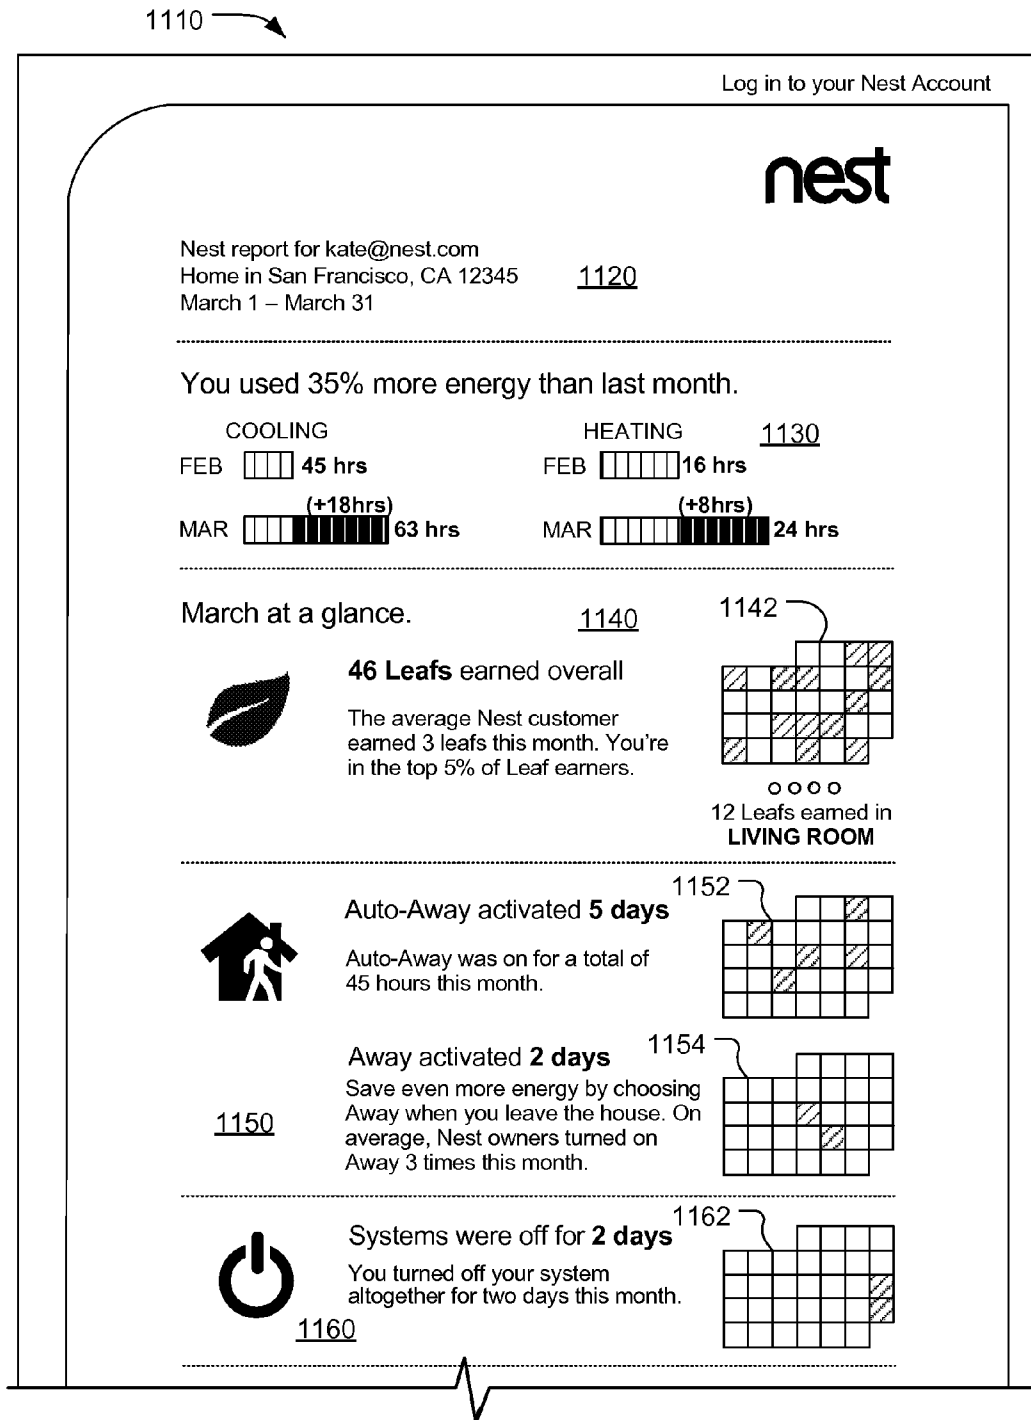 1110
Log in to your Nest Account
nest
Nest report for kate@nest.com
Home in San Francisco, CA 12345
1120
March 1 – March 31
You used 35% more energy than last month.
COOLING
HEATING
1130
FEB 45 hrs
FEB 16 hrs
(+18hrs)
(+8hrs)
MAR 63 hrs
MAR 24 hrs
March at a glance.
1140
1142
46 Leafs earned overall
The average Nest customer
earned 3 leafs this month. You're
in the top 5% of Leaf earners.
12 Leafs earned in
LIVING ROOM
1152
Auto-Away activated 5 days
Auto-Away was on for a total of
45 hours this month.
1154
Away activated 2 days
Save even more energy by choosing
Away when you leave the house. On
average, Nest owners turned on
Away 3 times this month.
1150
1162
Systems were off for 2 days
You turned off your system
altogether for two days this month.
1160